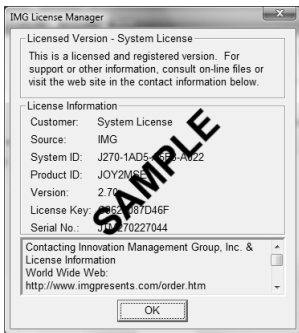 IMG License Manager
Licensed Version - System License
This is a licensed and registered version. For
support or other information, consult on-line files or
visit the web site in the contact information below.
License Information
Customer: System License
Source: IMG
System ID:
Product ID:
Version: 2.70
License Key:
Serial No.:
SAMPLE
Contacting Innovation Management Group, Inc. &
License Information
World Wide Web:
http://www.imgpresents.com/order.htm
OK